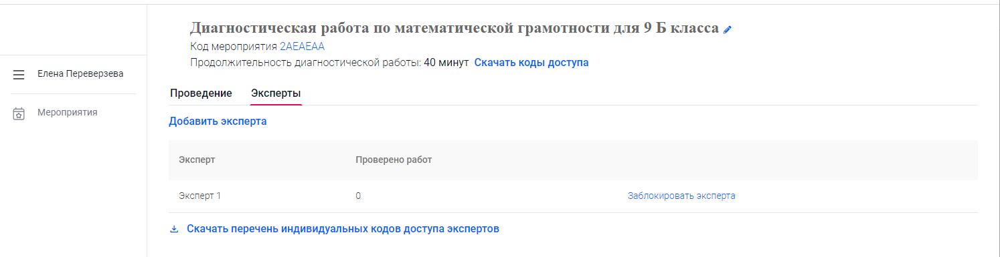 Диагностическая работа по математической грамотности для 9 Б класса
Код мероприятия 2AEAEAA
Продолжительность диагностической работы: 40 минут Скачать коды доступа
Елена Переверзева
Мероприятия
Проведение Эксперты
Добавить эксперта
Эксперт Проверено работ
Эксперт 1 0 Заблокировать эксперта
Скачать перечень индивидуальных кодов доступа экспертов